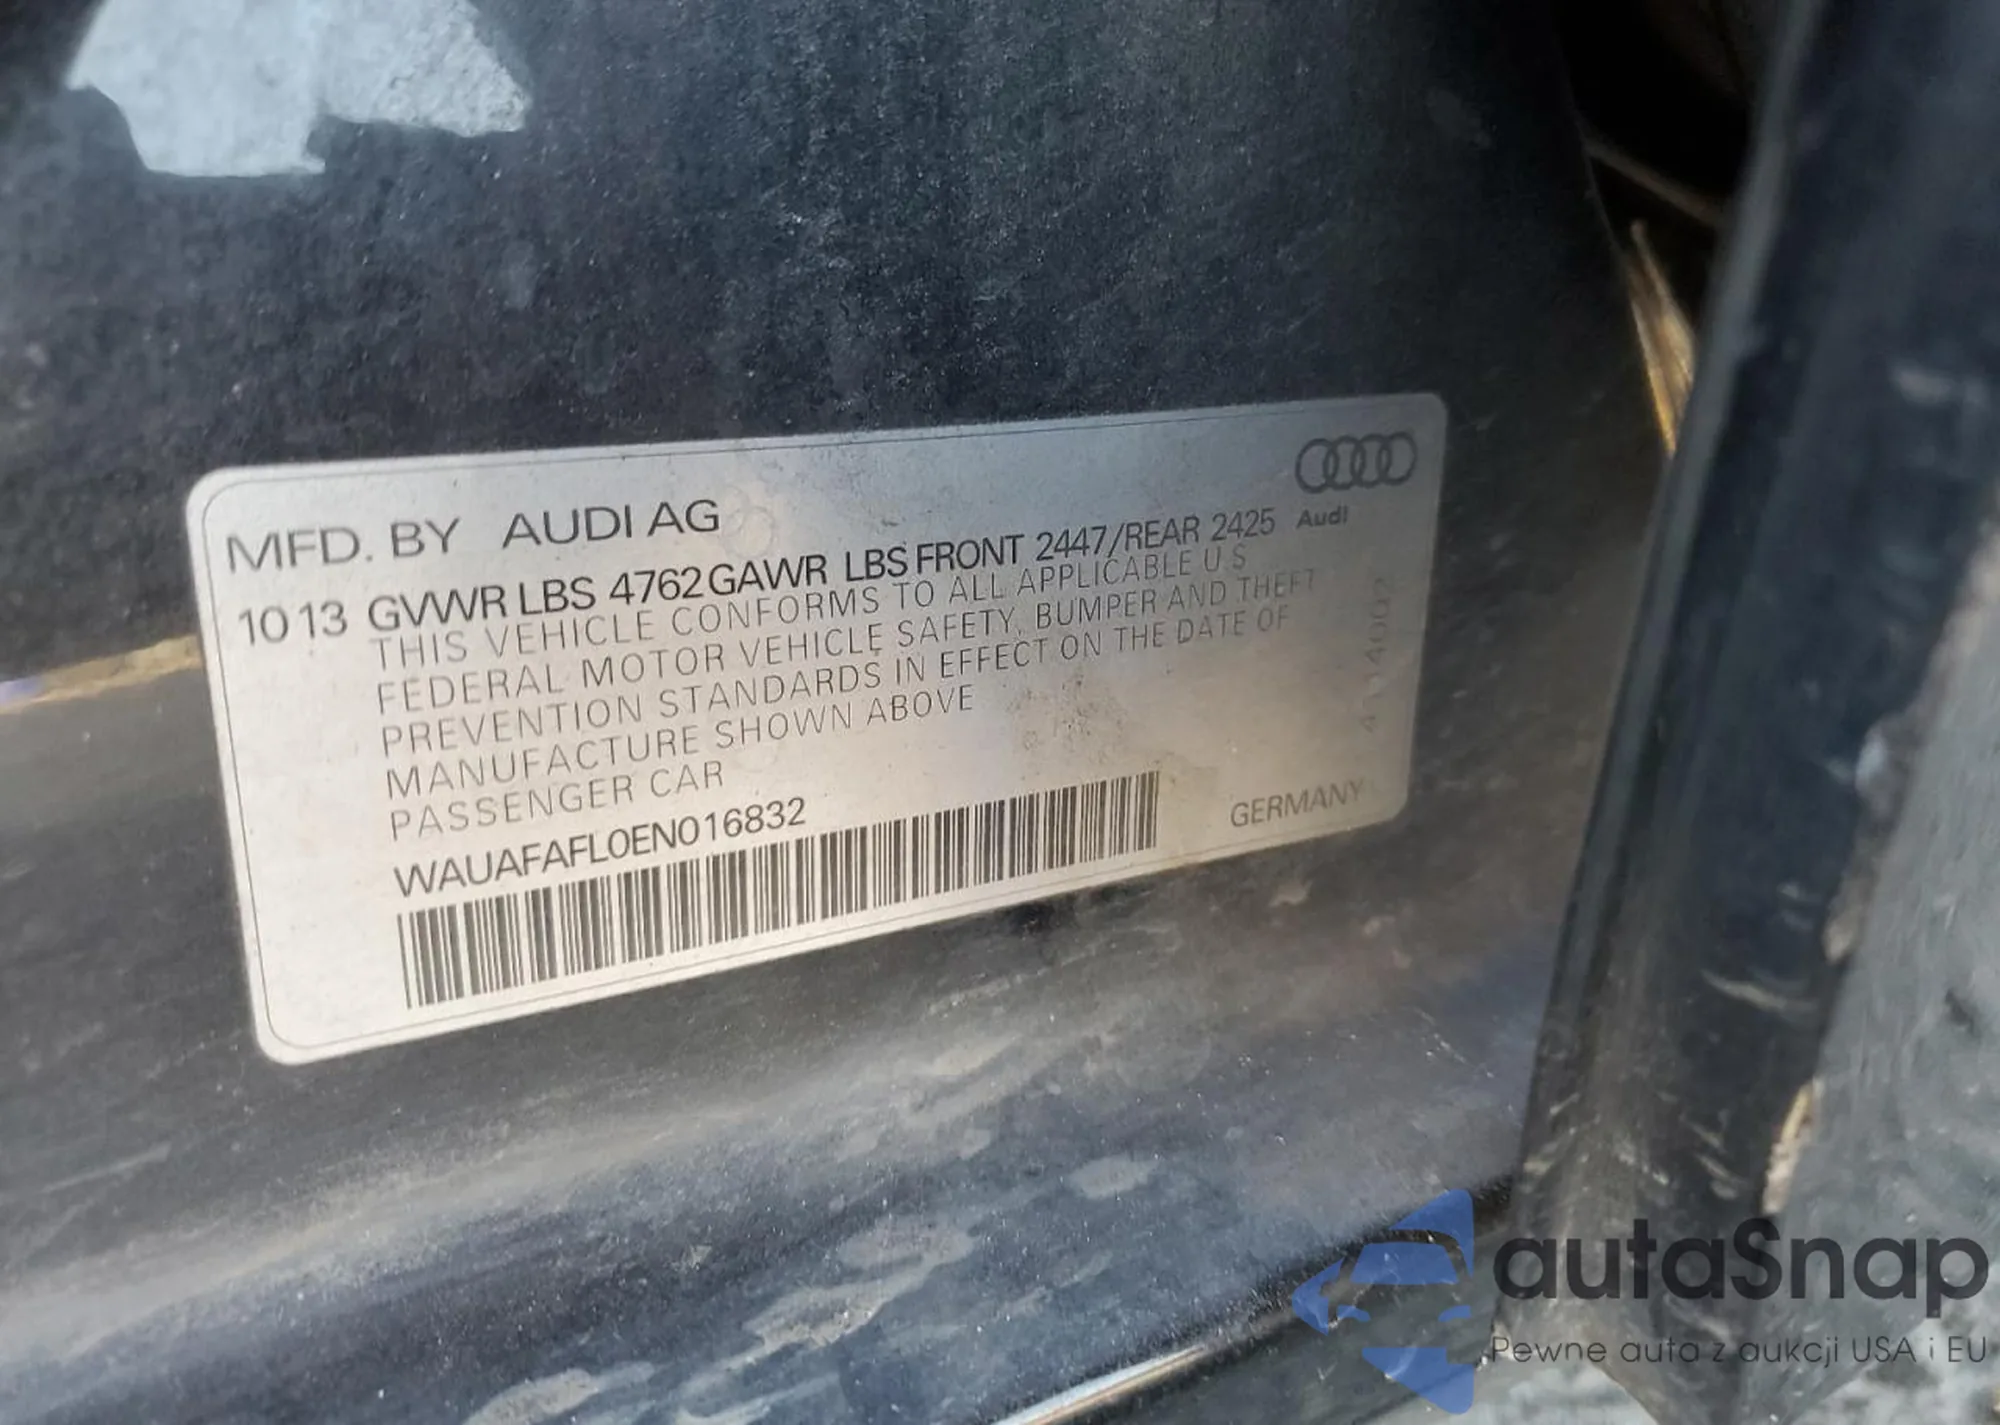 MFD. BY AUDI AG
Audi
10 13 GVWR LBS 4762 GAWR LBS FRONT 2447/REAR 2425
THIS VEHICLE CONFORMS TO ALL APPLICABLE U S
FEDERAL MOTOR VEHICLE SAFETY, BUMPER AND THEFT
PREVENTION STANDARDS IN EFFECT ON THE DATE OF
MANUFACTURE SHOWN ABOVE
PASSENGER CAR
WAUAFAFL0EN016832
GERMANY
autaSnap
Pewne auta z aukcji USA i EU